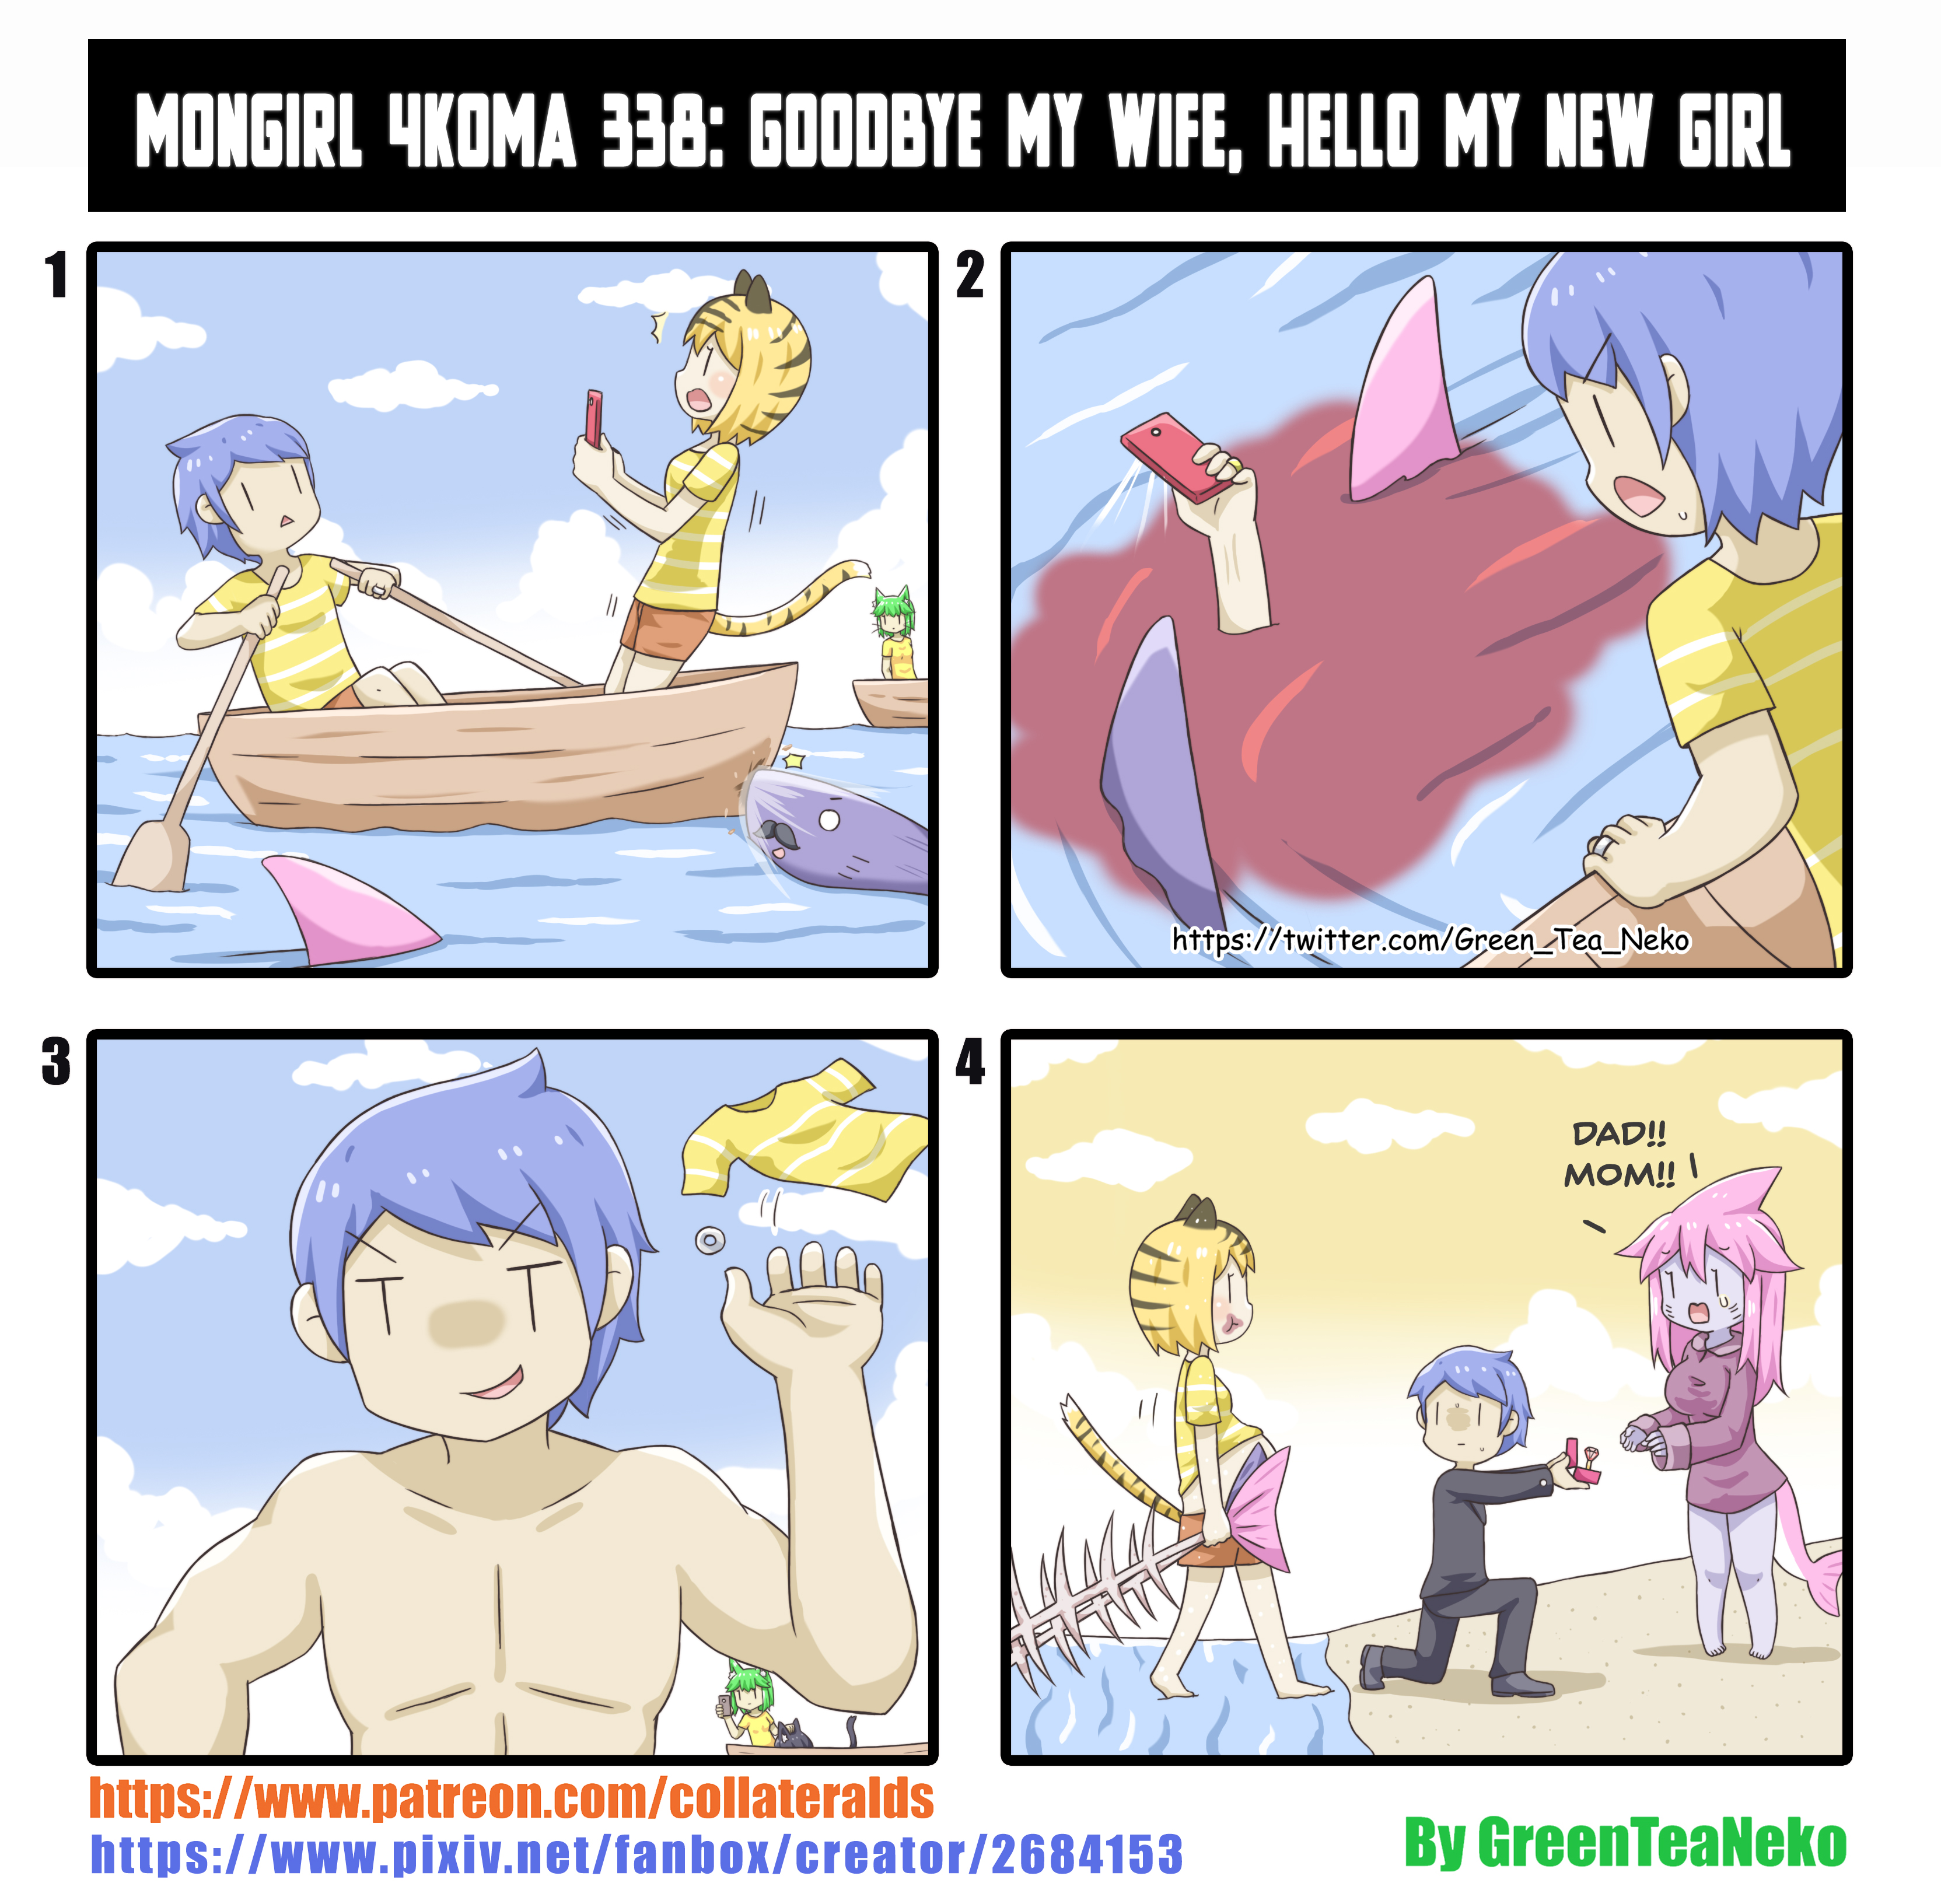 MONGIRL 4KOMA 338: GOODBYE MY WIFE, HELLO MY NEW GIRL
1
2
https://twitter.com/Green_Tea_Neko
3
4
DAD!!
MOM!!
https://www.patreon.com/collateralds
https://www.pixiv.net/fanbox/creator/2684153
By GreenTeaNeko